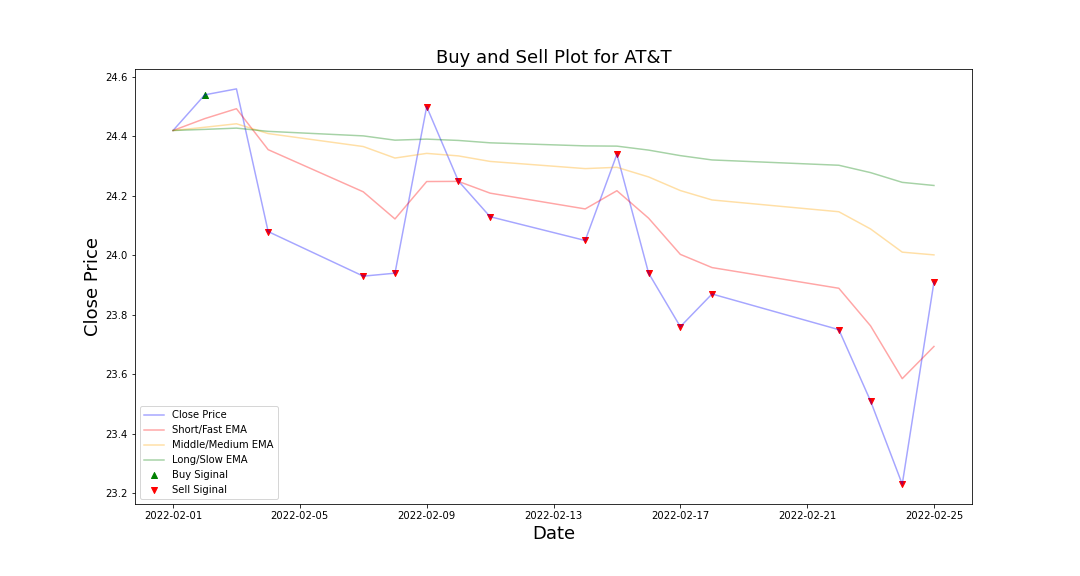 Buy and Sell Plot for AT&T
24.6
24.4
24.2
24.0
23.8
23.6
23.4
23.2
Close Price
Close Price
Short/Fast EMA
Middle/Medium EMA
Long/Slow EMA
Buy Siginal
Sell Siginal
2022-02-01 2022-02-05 2022-02-09 2022-02-13 2022-02-17 2022-02-21 2022-02-25
Date